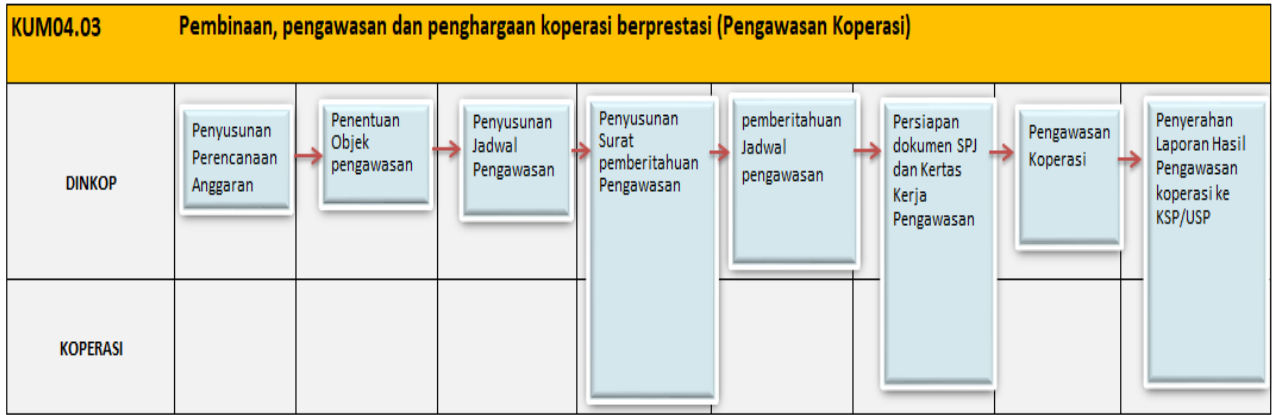 KUM04.03 Pembinaan, pengawasan dan penghargaan koperasi berprestasi (Pengawasan Koperasi)
DINKOP
Penyusunan
Perencanaan
Anggaran
Penentuan
Objek
pengawasan
Penyusunan
Jadwal
Pengawasan
Penyusunan
Surat
pemberitahuan
Pengawasan
pemberitahuan
Jadwal
pengawasan
Persiapan
dokumen SPJ
dan Kertas
Kerja
Pengawasan
Pengawasan
Koperasi
Penyerahan
Laporan Hasil
Pengawasan
koperasi ke
KSP/USP
KOPERASI